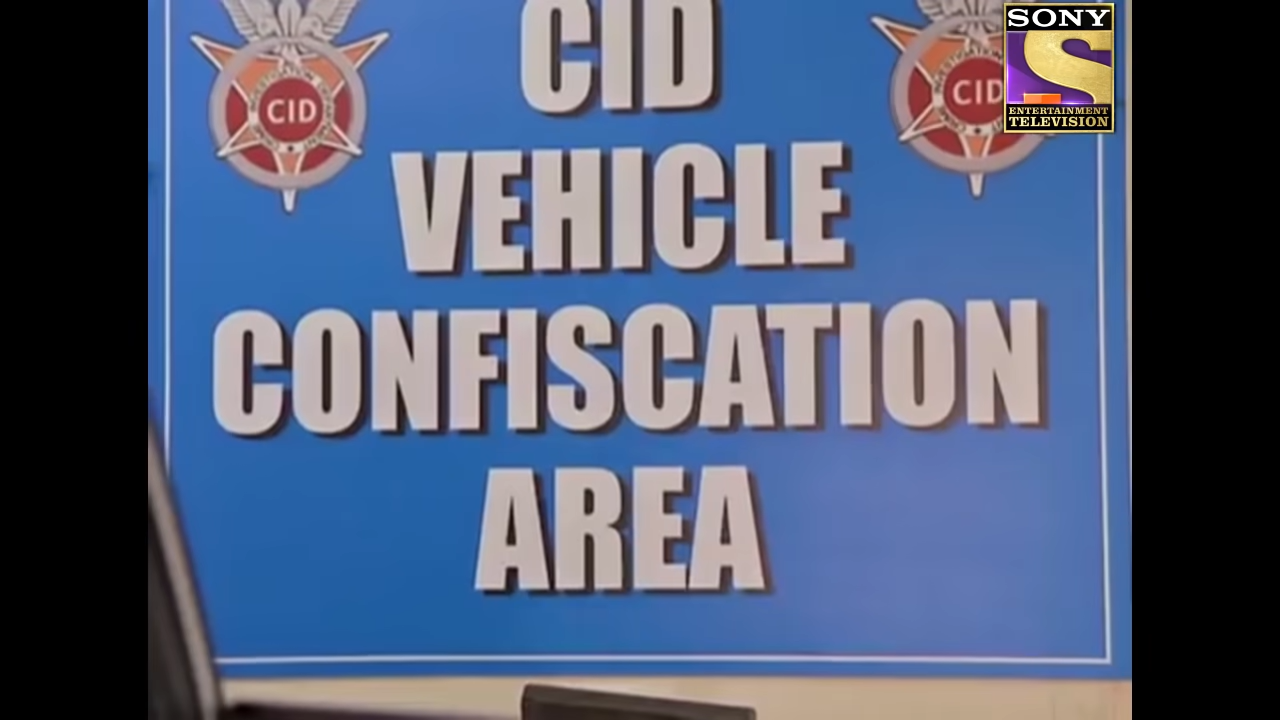 CID
VEHICLE
CONFISCATION
AREA
CID
CID
SONY
ENTERTAINMENT
TELEVISION